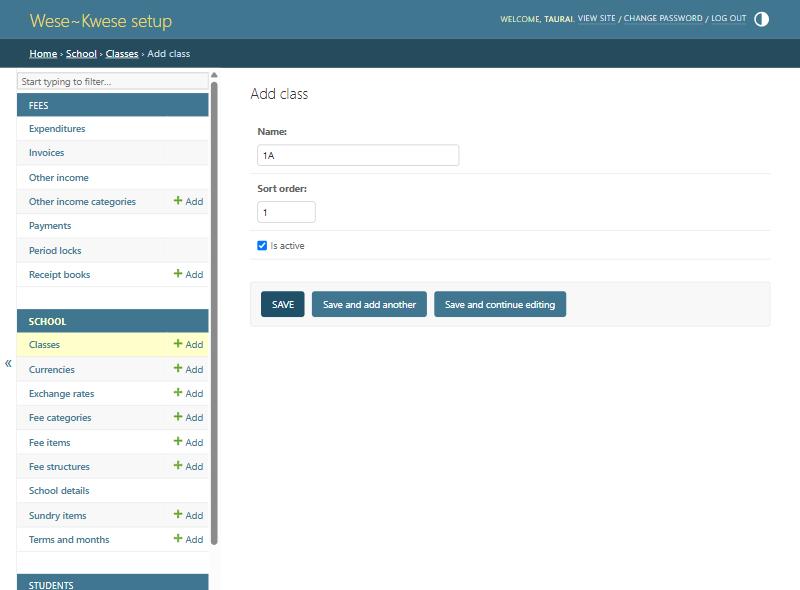 Wese~Kwese setup
WELCOME, TAURAI. VIEW SITE / CHANGE PASSWORD / LOG OUT
Home › School › Classes › Add class
Start typing to filter...
FEES
Expenditures
Invoices
Other income
Other income categories + Add
Payments
Period locks
Receipt books + Add
SCHOOL
Classes + Add
Currencies + Add
Exchange rates + Add
Fee categories + Add
Fee items + Add
Fee structures + Add
School details
Sundry items + Add
Terms and months + Add
STUDENTS
«
Add class
Name:
1A
Sort order:
1
Is active
SAVE Save and add another Save and continue editing